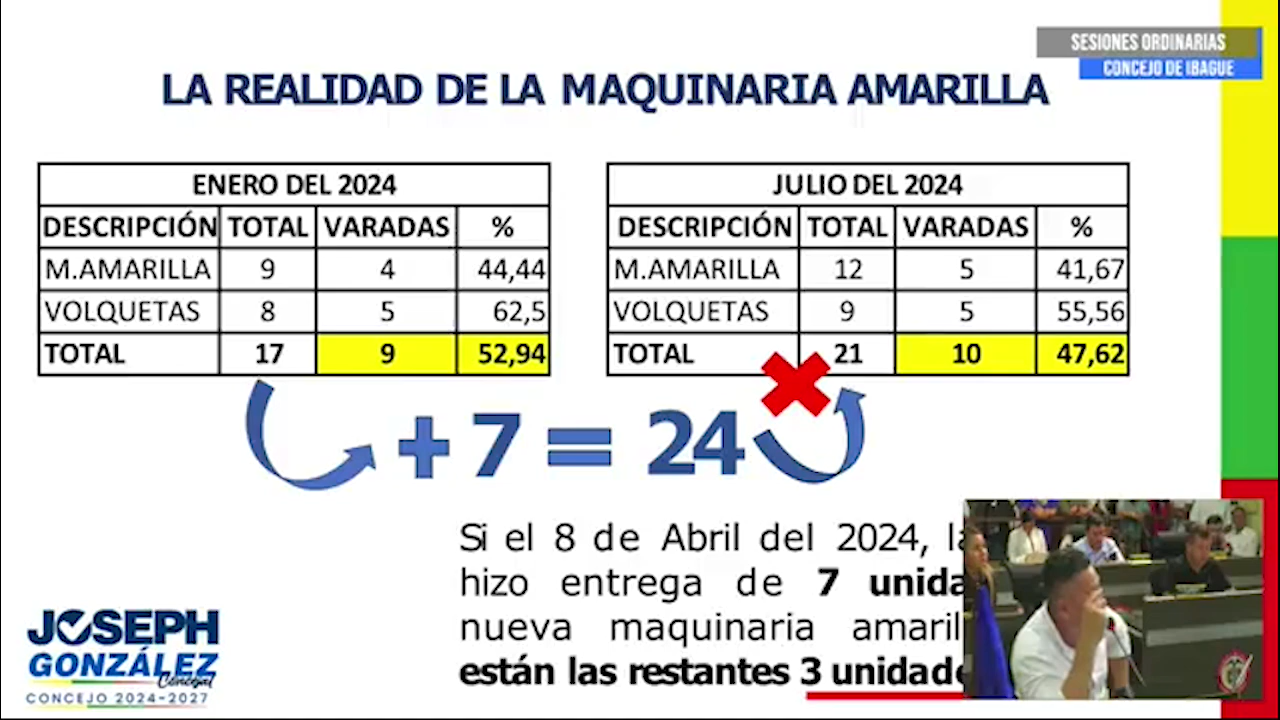 SESIONES ORDINARIAS
CONCEJO DE IBAGUE
LA REALIDAD DE LA MAQUINARIA AMARILLA
ENERO DEL 2024
DESCRIPCIÓN TOTAL VARADAS %
M.AMARILLA 9 4 44,44
VOLQUETAS 8 5 62,5
TOTAL 17 9 52,94
JULIO DEL 2024
DESCRIPCIÓN TOTAL VARADAS %
M.AMARILLA 12 5 41,67
VOLQUETAS 9 5 55,56
TOTAL 21 10 47,62
+ 7 = 24
Si el 8 de Abril del 2024,
hizo entrega de 7
nueva maquinaria
están las restantes 3
JOSEPH
GONZÁLEZ
Concejal
CONCEJO 2024-2027